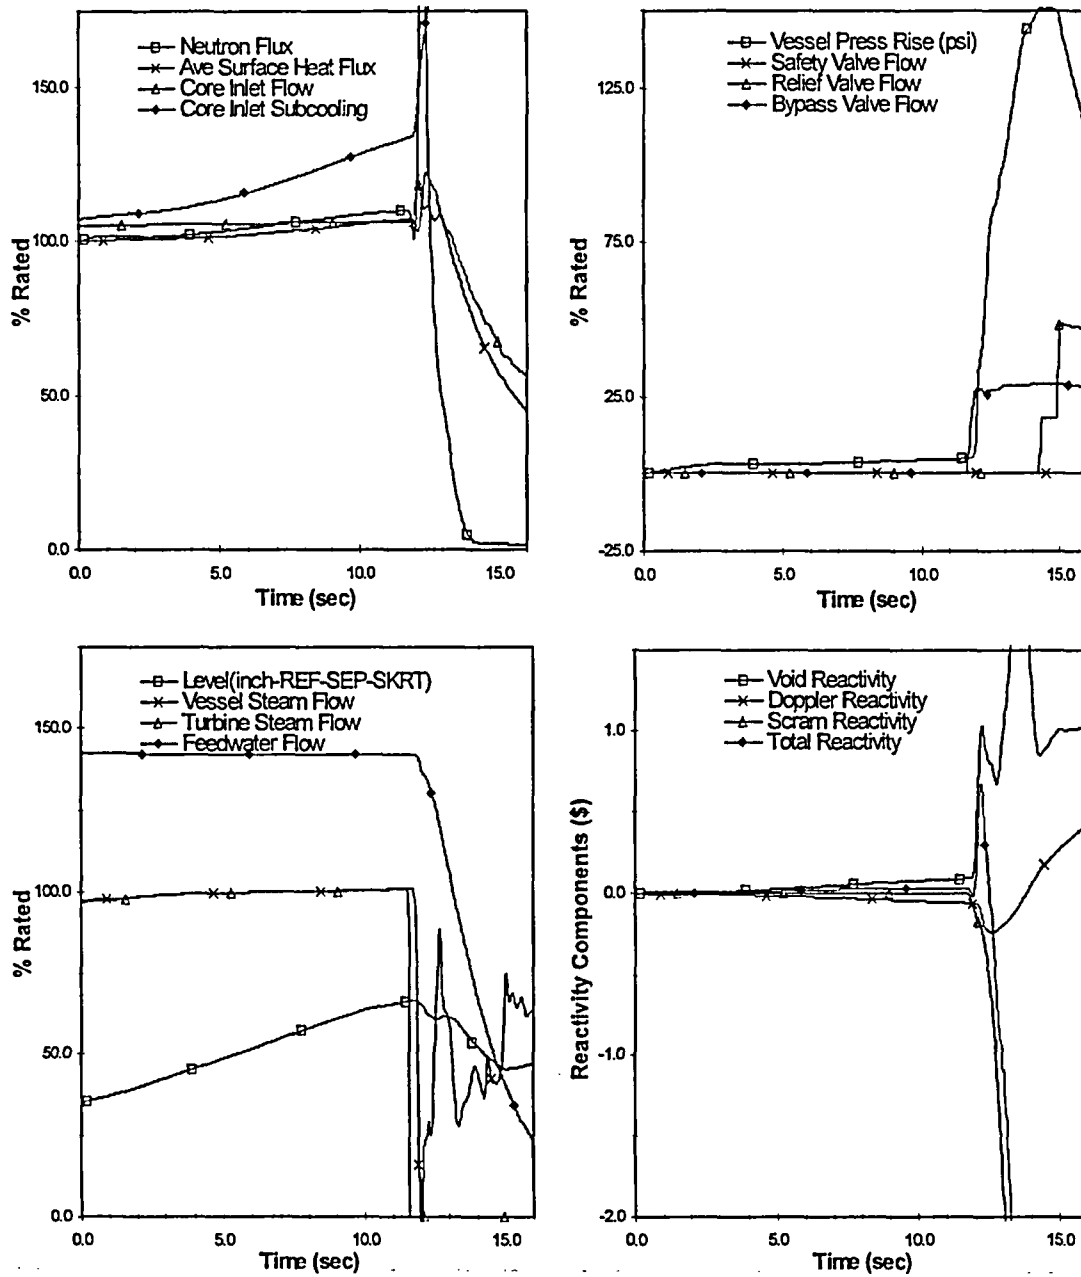 Neutron Flux
Ave Surface Heat Flux
Core Inlet Flow
Core Inlet Subcooling
150.0
100.0
50.0
0.0
% Rated
0.0 5.0 10.0 15.0
Time (sec)
Vessel Press Rise (psi)
Safety Valve Flow
Relief Valve Flow
Bypass Valve Flow
125.0
75.0
25.0
-25.0
% Rated
0.0 5.0 10.0 15.0
Time (sec)
Level(inch-REF-SEP-SKRT)
Vessel Steam Flow
Turbine Steam Flow
Feedwater Flow
150.0
100.0
50.0
0.0
% Rated
0.0 5.0 10.0 15.0
Time (sec)
Void Reactivity
Doppler Reactivity
Scram Reactivity
Total Reactivity
1.0
0.0
-1.0
-2.0
Reactivity Components ($)
0.0 5.0 10.0 15.0
Time (sec)